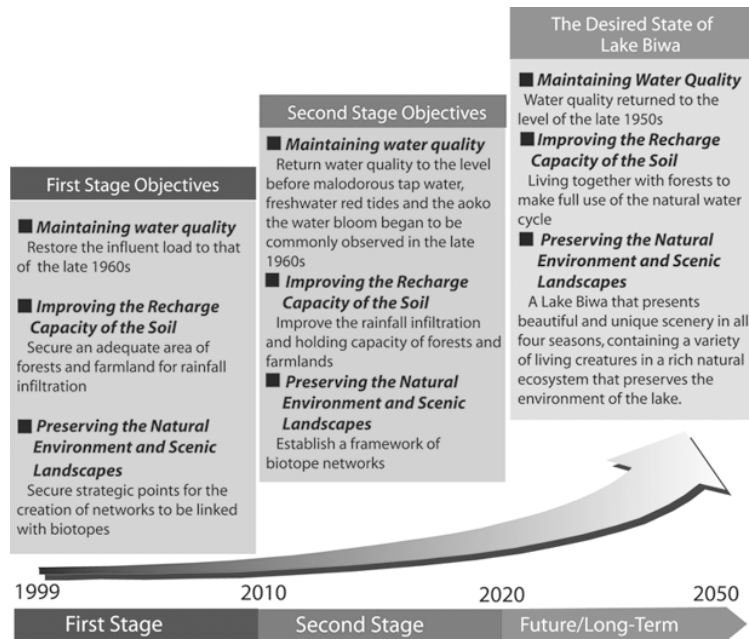 First Stage Objectives
■ Maintaining water quality
Restore the influent load to that
of the late 1960s
■ Improving the Recharge
Capacity of the Soil
Secure an adequate area of
forests and farmland for rainfall
infiltration
■ Preserving the Natural
Environment and Scenic
Landscapes
Secure strategic points for the
creation of networks to be linked
with biotopes
Second Stage Objectives
■ Maintaining water quality
Return water quality to the level
before malodorous tap water,
freshwater red tides and the aoko
the water bloom began to be
commonly observed in the late
1960s
■ Improving the Recharge
Capacity of the Soil
Improve the rainfall infiltration
and holding capacity of forests and
farmlands
■ Preserving the Natural
Environment and Scenic
Landscapes
Establish a framework of
biotope networks
The Desired State of
Lake Biwa
■ Maintaining Water Quality
Water quality returned to the
level of the late 1950s
■ Improving the Recharge
Capacity of the Soil
Living together with forests to
make full use of the natural water
cycle
■ Preserving the Natural
Environment and Scenic
Landscapes
A Lake Biwa that presents
beautiful and unique scenery in all
four seasons, containing a variety
of living creatures in a rich natural
ecosystem that preserves the
environment of the lake.
1999 2010 2020 2050
First Stage Second Stage Future/Long-Term